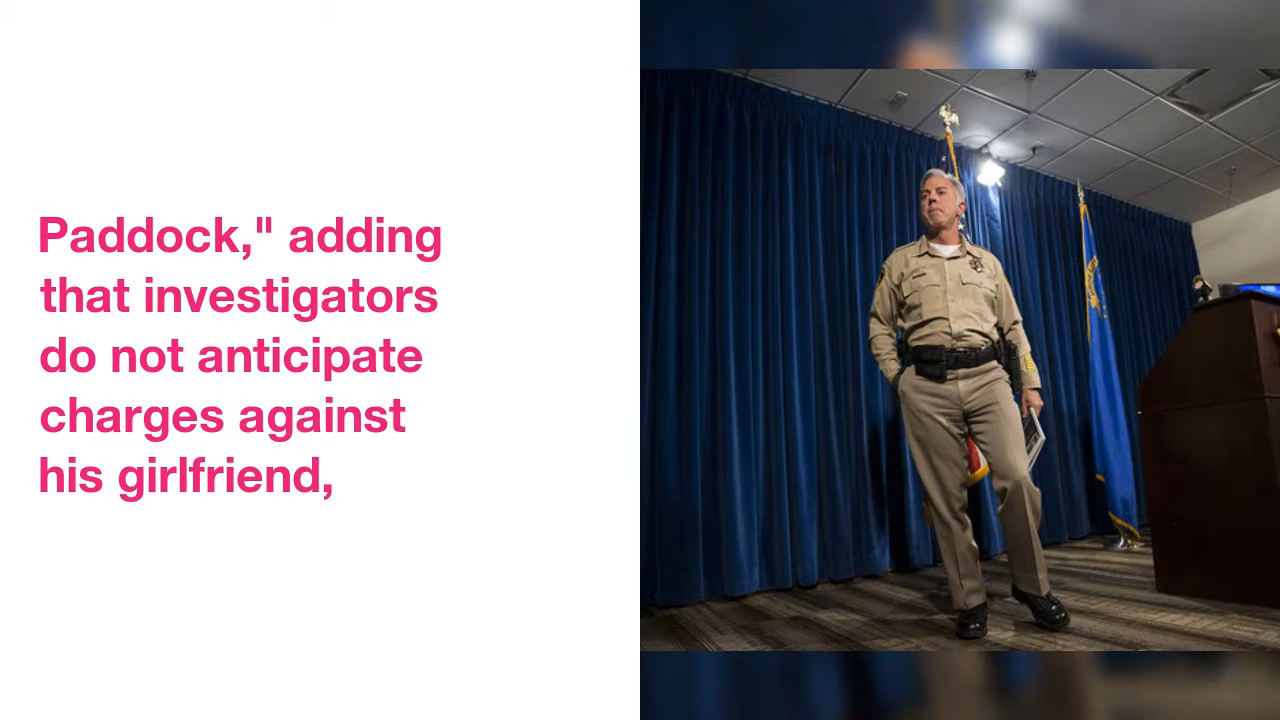 Paddock," adding
that investigators
do not anticipate
charges against
his girlfriend,